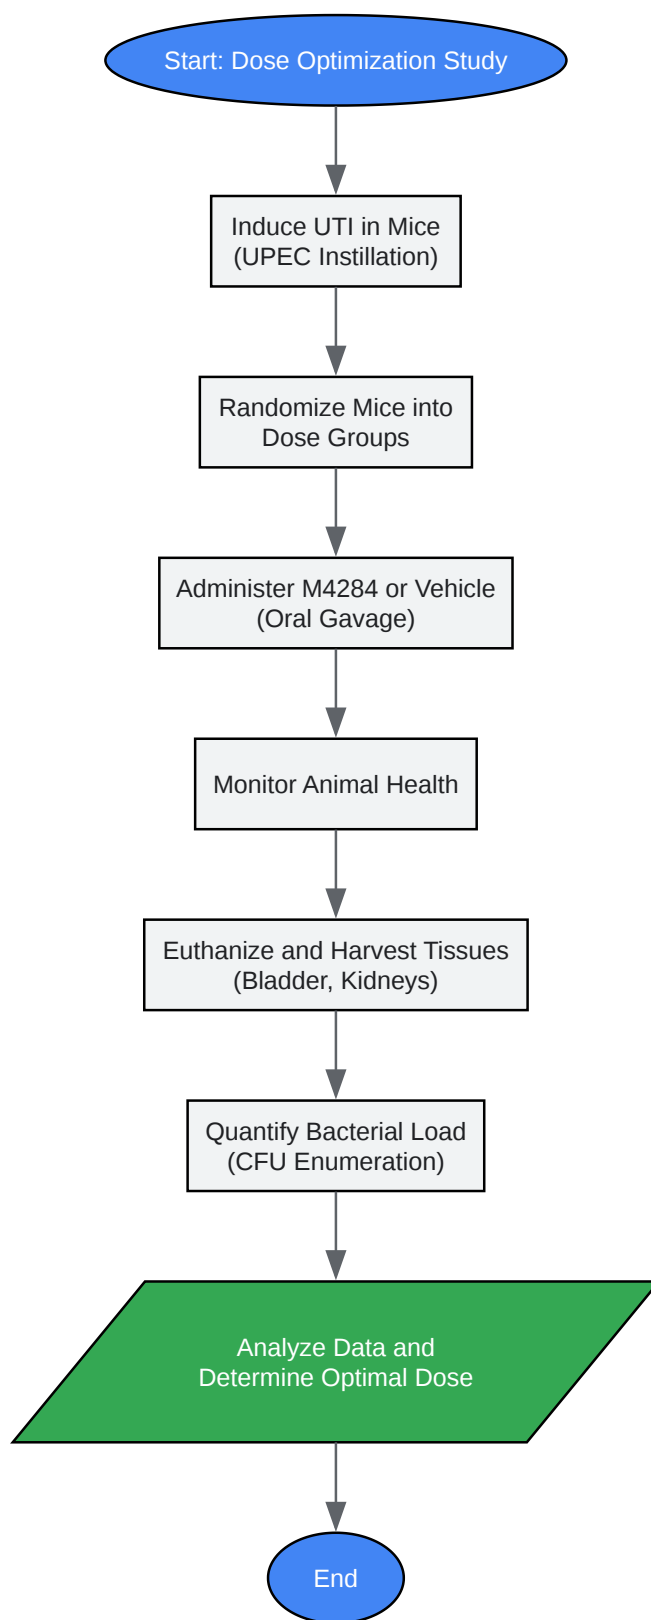 Start: Dose Optimization Study
Induce UTI in Mice
(UPEC Instillation)
Randomize Mice into
Dose Groups
Administer M4284 or Vehicle
(Oral Gavage)
Monitor Animal Health
Euthanize and Harvest Tissues
(Bladder, Kidneys)
Quantify Bacterial Load
(CFU Enumeration)
Analyze Data and
Determine Optimal Dose
End